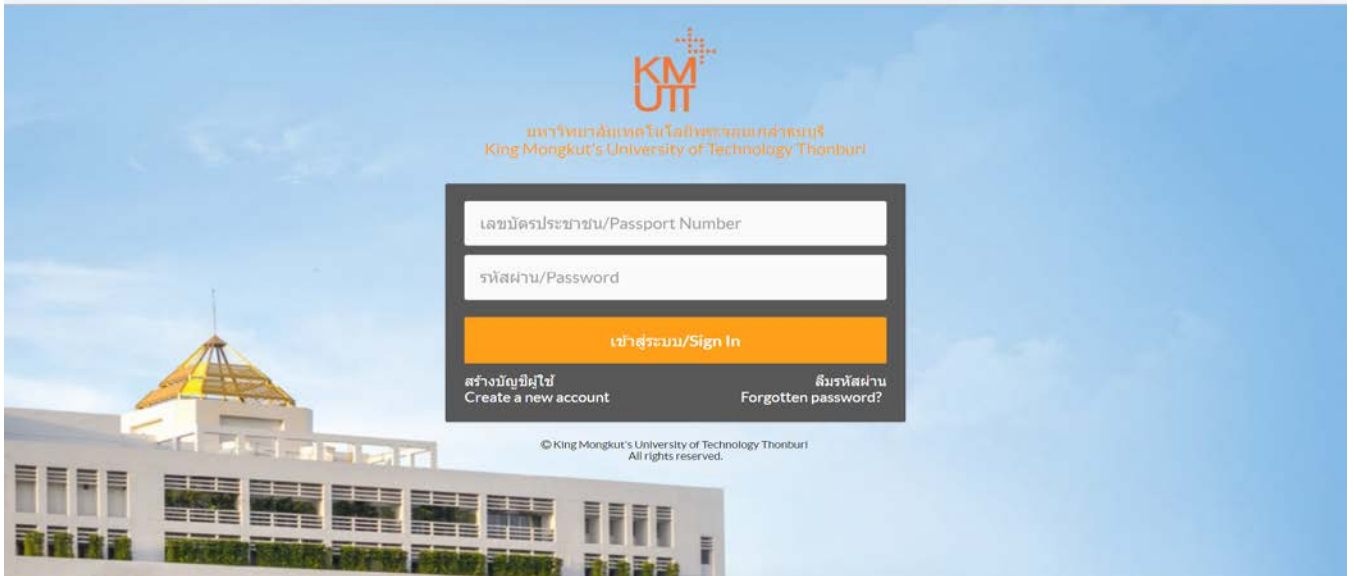 KM
UTT
มหาวิทยาลัยเทคโนโลยีพระจอมเกล้าธนบุรี
King Mongkut's University of Technology Thonburi
เลขบัตรประชาชน/Passport Number
รหัสผ่าน/Password
เข้าสู่ระบบ/Sign In
สร้างบัญชีผู้ใช้
Create a new account
ลืมรหัสผ่าน
Forgotten password?
© King Mongkut's University of Technology Thonburi
All rights reserved.